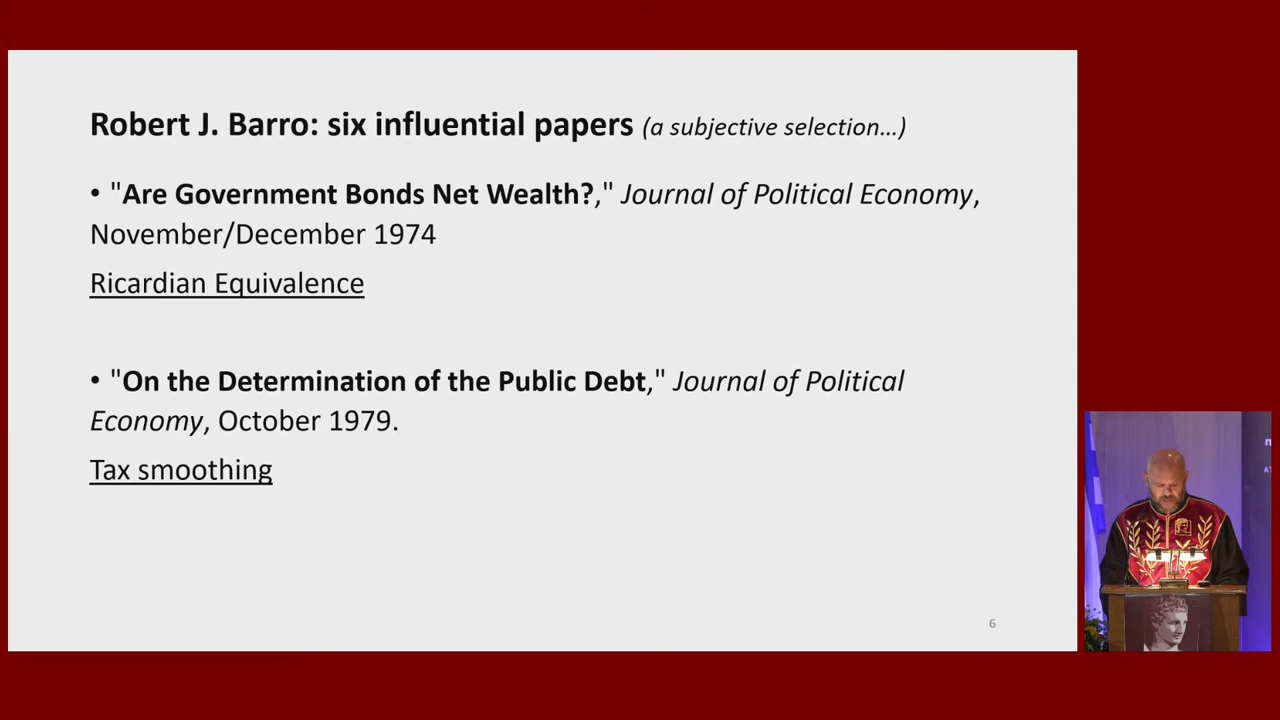 Robert J. Barro: six influential papers (a subjective selection…)
• "Are Government Bonds Net Wealth?," Journal of Political Economy,
November/December 1974
Ricardian Equivalence
• "On the Determination of the Public Debt," Journal of Political
Economy, October 1979.
Tax smoothing
6